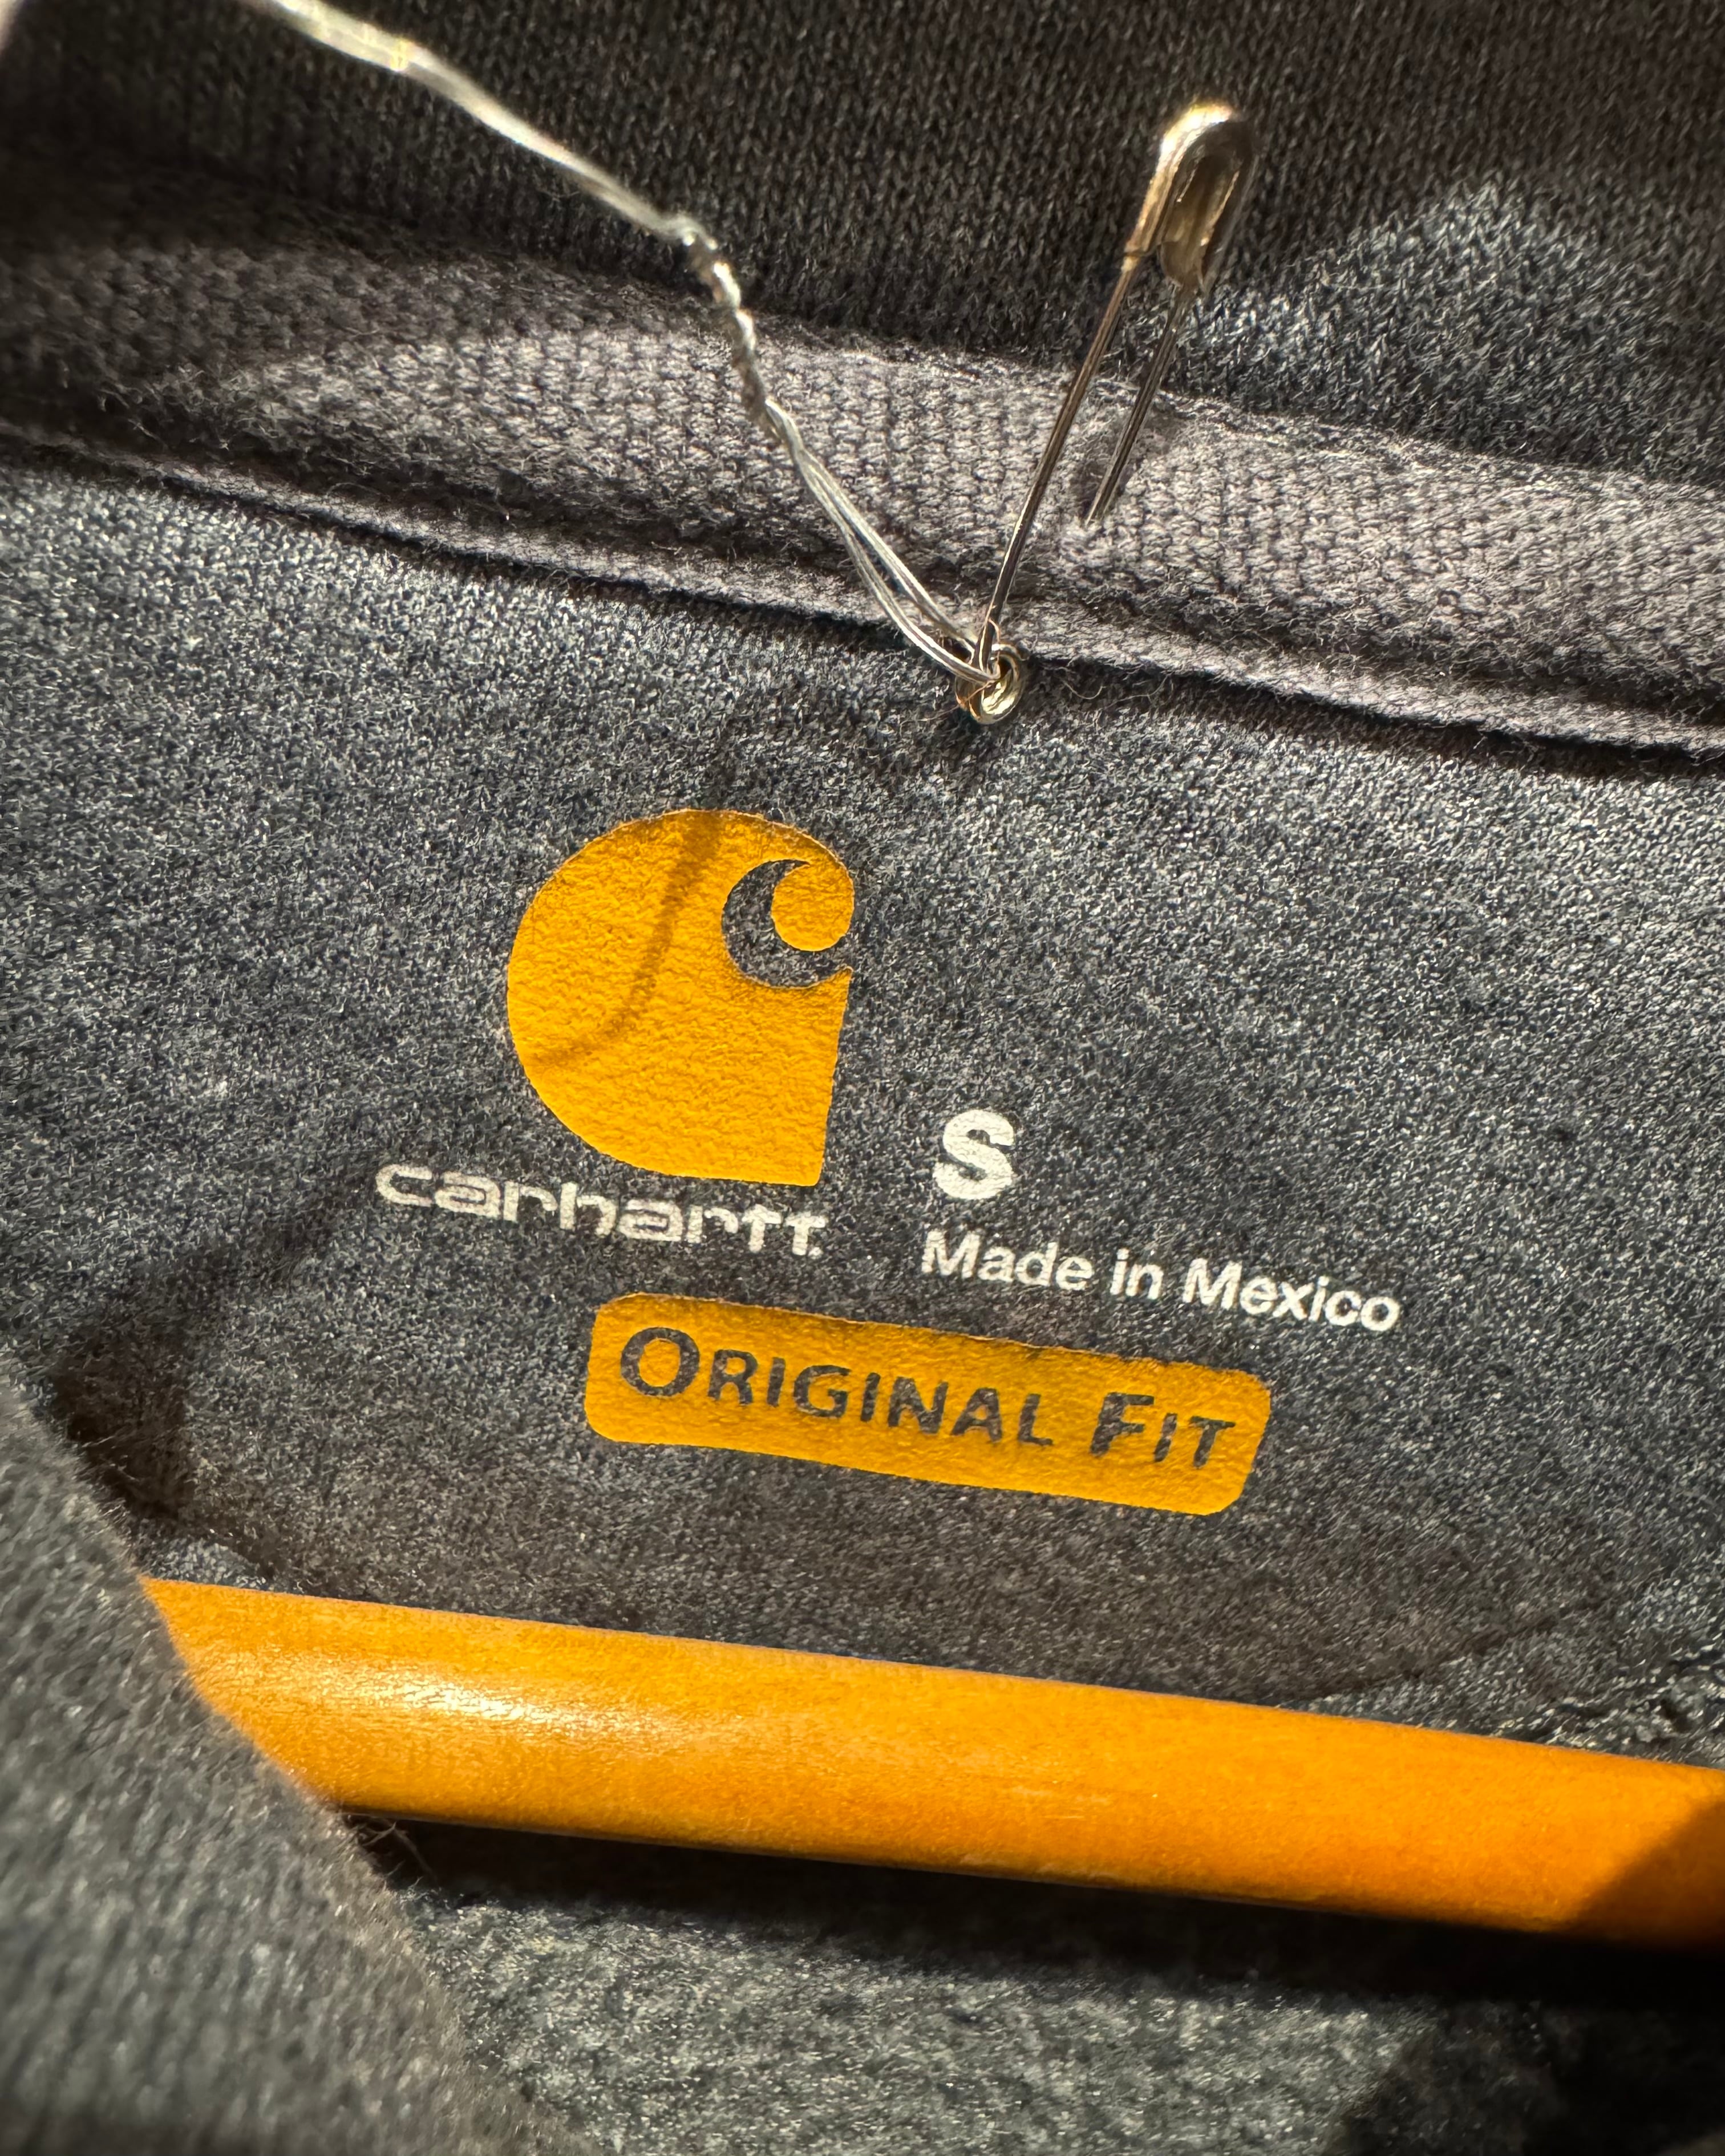 carhartt.
S
Made in Mexico
ORIGINAL FIT